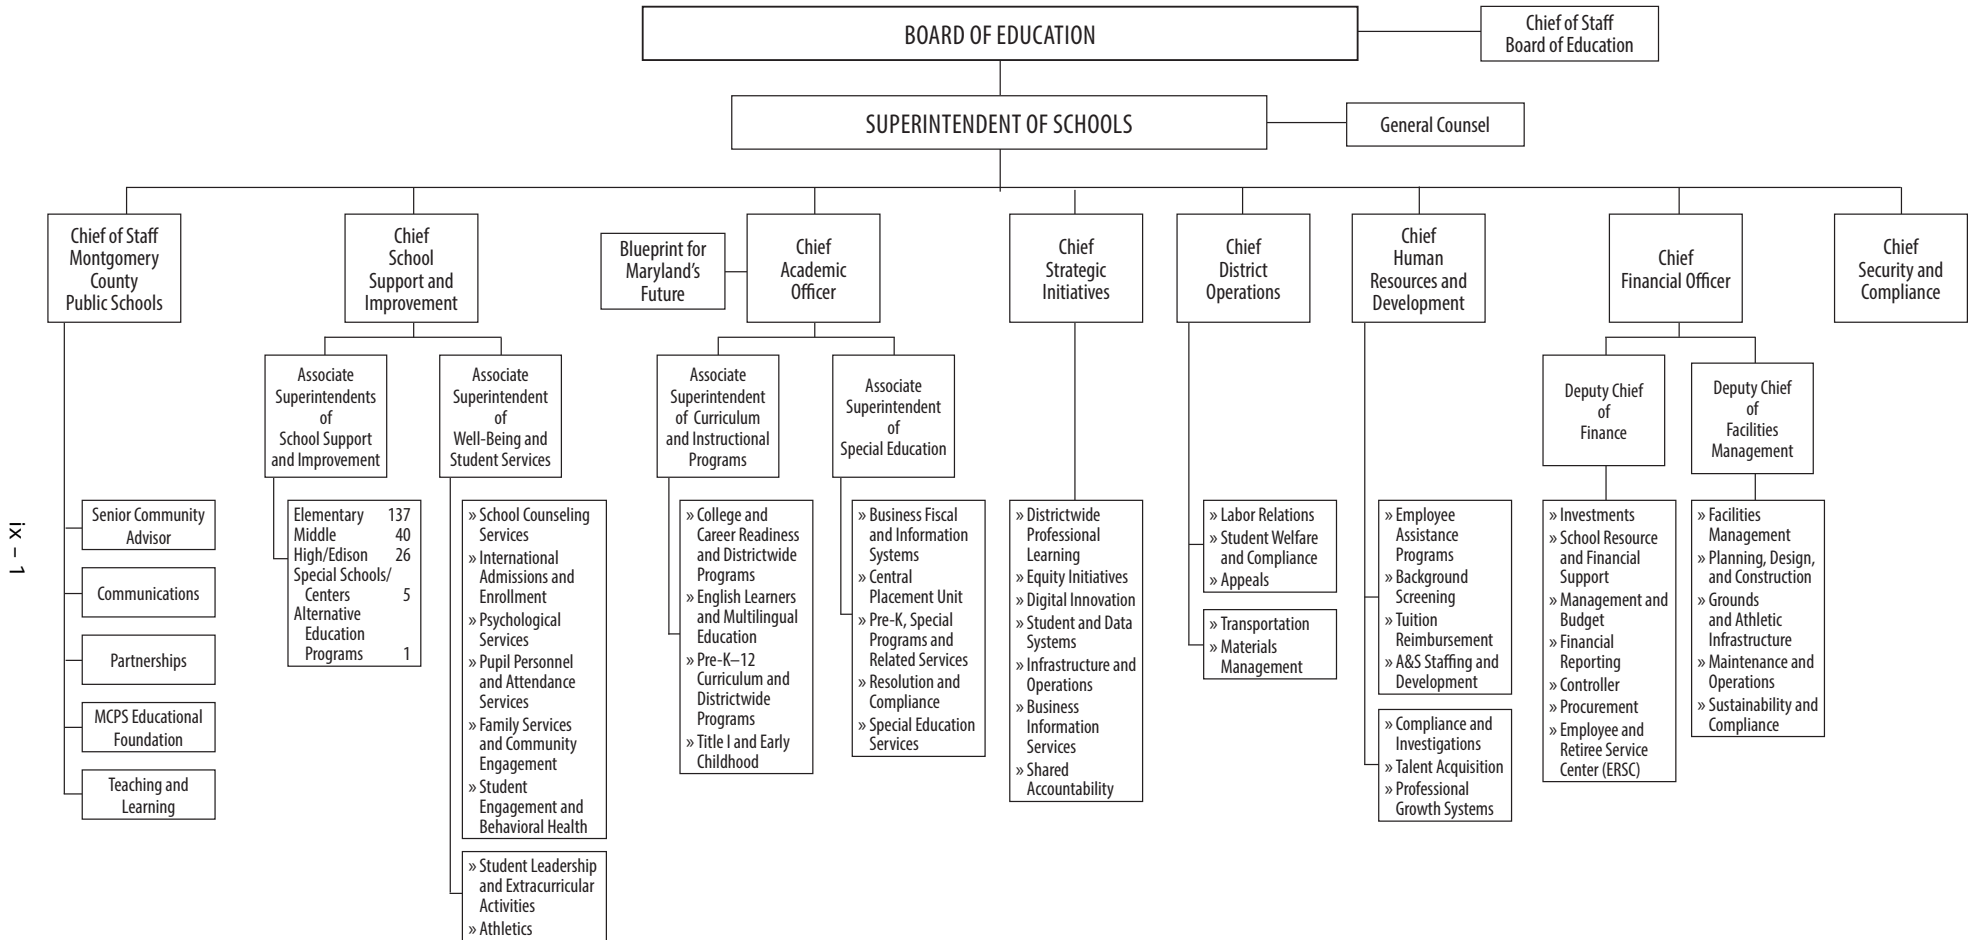 BOARD OF EDUCATION
Chief of Staff
Board of Education
SUPERINTENDENT OF SCHOOLS
General Counsel
Chief of Staff
Montgomery
County
Public Schools
Senior Community
Advisor
Communications
Partnerships
MCPS Educational
Foundation
Teaching and
Learning
Chief
School
Support and
Improvement
Associate
Superintendents
of
School Support
and Improvement
Elementary 137
Middle 40
High/Edison 26
Special Schools/
Centers 5
Alternative
Education
Programs 1
Associate
Superintendent
of
Well-Being and
Student Services
» School Counseling
Services
» International
Admissions and
Enrollment
» Psychological
Services
» Pupil Personnel
and Attendance
Services
» Family Services
and Community
Engagement
» Student
Engagement and
Behavioral Health
» Student Leadership
and Extracurricular
Activities
» Athletics
Blueprint for
Maryland's
Future
Chief
Academic
Officer
Associate
Superintendent
of Curriculum
and Instructional
Programs
» College and
Career Readiness
and Districtwide
Programs
» English Learners
and Multilingual
Education
» Pre-K–12
Curriculum and
Districtwide
Programs
» Title I and Early
Childhood
Associate
Superintendent
of
Special Education
» Business Fiscal
and Information
Systems
» Central
Placement Unit
» Pre-K, Special
Programs and
Related Services
» Resolution and
Compliance
» Special Education
Services
Chief
Strategic
Initiatives
» Districtwide
Professional
Learning
» Equity Initiatives
» Digital Innovation
» Student and Data
Systems
» Infrastructure and
Operations
» Business
Information
Services
» Shared
Accountability
Chief
District
Operations
» Labor Relations
» Student Welfare
and Compliance
» Appeals
» Transportation
» Materials
Management
Chief
Human
Resources and
Development
» Employee
Assistance
Programs
» Background
Screening
» Tuition
Reimbursement
» A&S Staffing and
Development
» Compliance and
Investigations
» Talent Acquisition
» Professional
Growth Systems
Chief
Financial Officer
Deputy Chief
of
Finance
» Investments
» School Resource
and Financial
Support
» Management and
Budget
» Financial
Reporting
» Controller
» Procurement
» Employee and
Retiree Service
Center (ERSC)
Deputy Chief
of
Facilities
Management
» Facilities
Management
» Planning, Design,
and Construction
» Grounds
and Athletic
Infrastructure
» Maintenance and
Operations
» Sustainability and
Compliance
Chief
Security and
Compliance
ix – 1